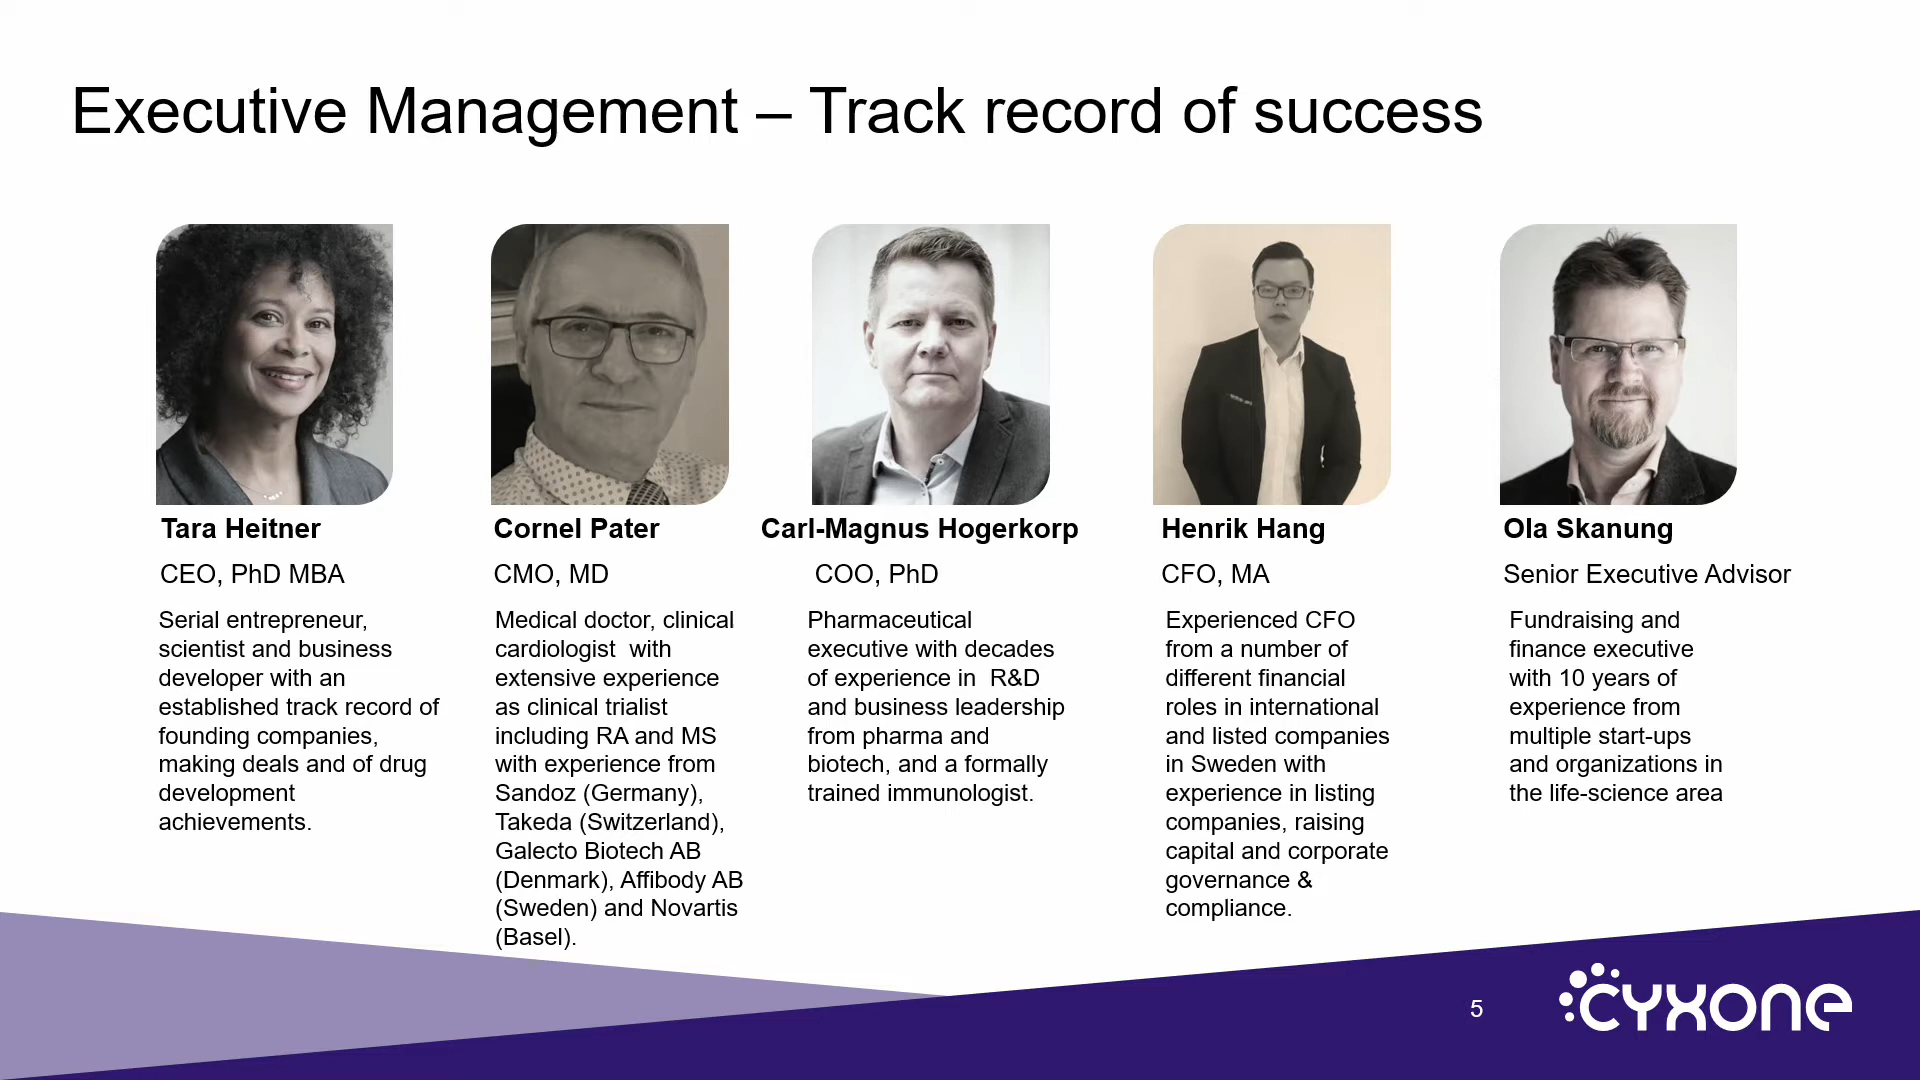 Executive Management – Track record of success
Tara Heitner
CEO, PhD MBA
Serial entrepreneur,
scientist and business
developer with an
established track record of
founding companies,
making deals and of drug
development
achievements.
Cornel Pater
CMO, MD
Medical doctor, clinical
cardiologist  with
extensive experience
as clinical trialist
including RA and MS
with experience from
Sandoz (Germany),
Takeda (Switzerland),
Galecto Biotech AB
(Denmark), Affibody AB
(Sweden) and Novartis
(Basel).
Carl-Magnus Hogerkorp
COO, PhD
Pharmaceutical
executive with decades
of experience in  R&D
and business leadership
from pharma and
biotech, and a formally
trained immunologist.
Henrik Hang
CFO, MA
Experienced CFO
from a number of
different financial
roles in international
and listed companies
in Sweden with
experience in listing
companies, raising
capital and corporate
governance &
compliance.
Ola Skanung
Senior Executive Advisor
Fundraising and
finance executive
with 10 years of
experience from
multiple start-ups
and organizations in
the life-science area
5
cyxone